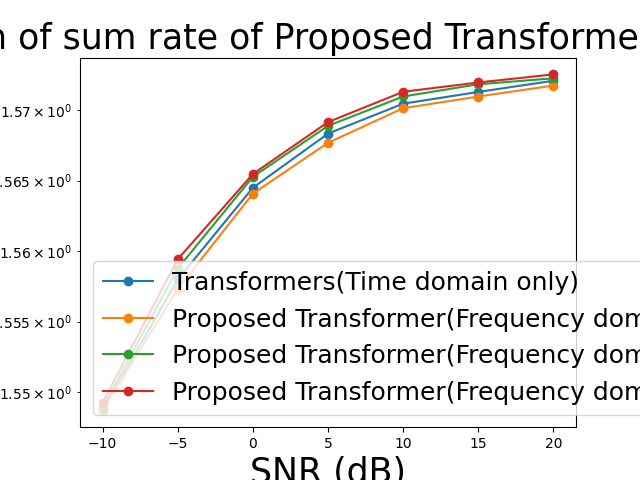 of sum rate of Proposed Transforme
1.57 × 10⁰
.565 × 10⁰
1.56 × 10⁰
.555 × 10⁰
1.55 × 10⁰
Transformers(Time domain only)
Proposed Transformer(Frequency dom
Proposed Transformer(Frequency dom
Proposed Transformer(Frequency dom
−10 −5 0 5 10 15 20
SNR (dB)